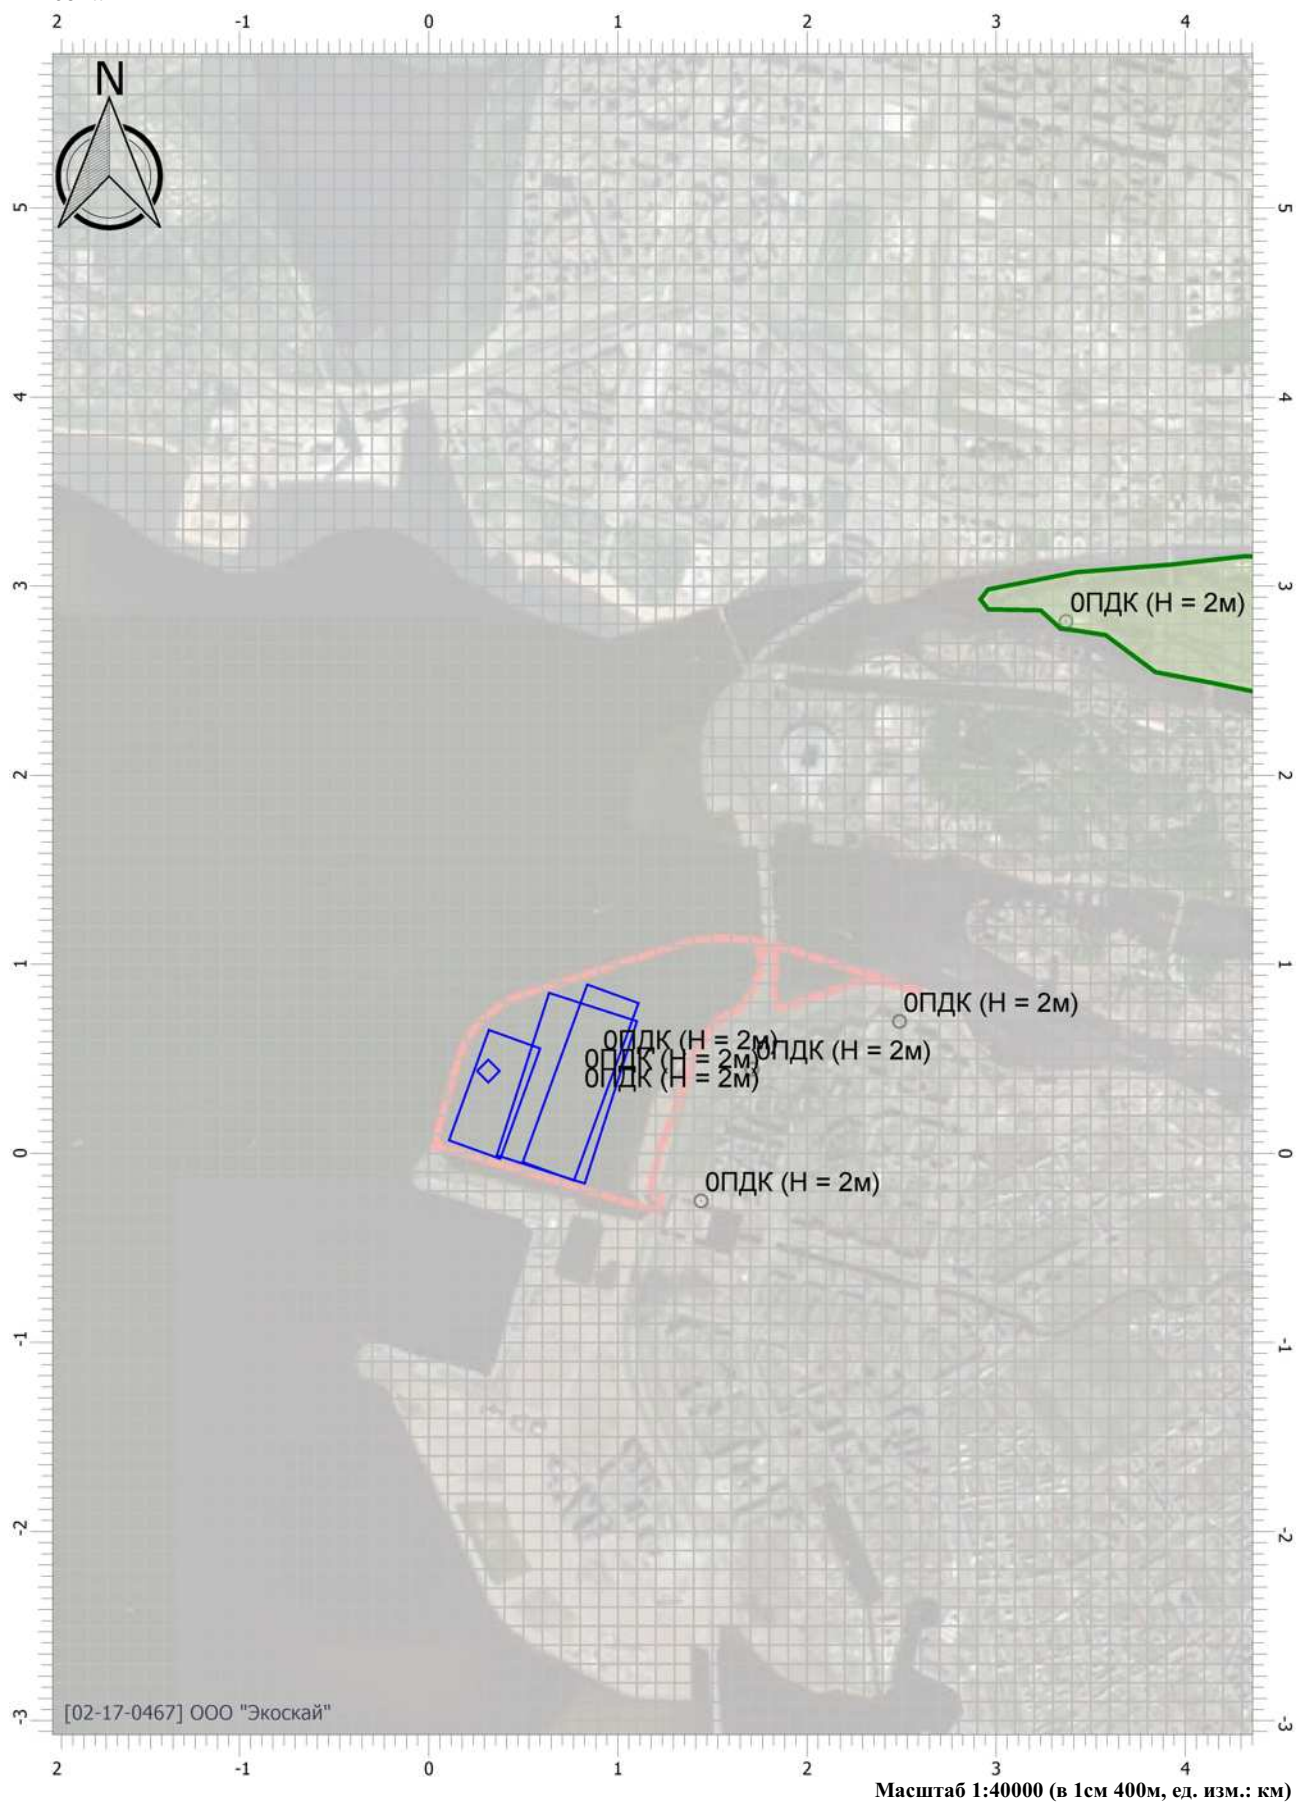 2 -1 0 1 2 3 4
N
5 5
4 4
3 3
0ПДК (Н = 2м)
2 2
1 1
0ПДК (Н = 2м)
0ПДК (Н = 2м)
0ПДК (Н = 2м)
0ПДК (Н = 2м)
0ПДК (Н = 2м)
0 0
0ПДК (Н = 2м)
-1 -1
-2 -2
[02-17-0467] ООО "Экоскай"
-3 -3
2 -1 0 1 2 3 4
Масштаб 1:40000 (в 1см 400м, ед. изм.: км)